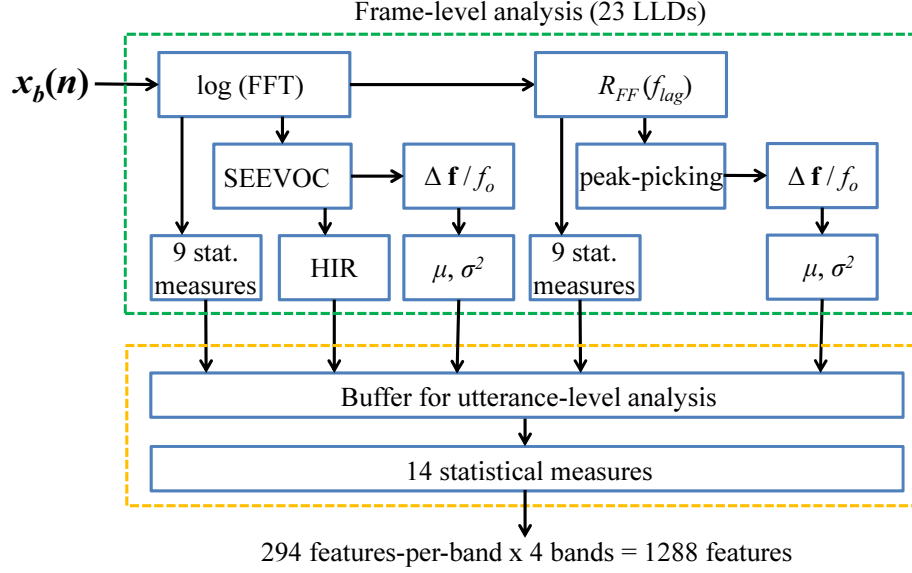 Frame-level analysis (23 LLDs)
x_b(n)
log (FFT)
R_FF (f_lag)
SEEVOC
Δ f / f_o
peak-picking
Δ f / f_o
9 stat.
measures
HIR
μ, σ²
9 stat.
measures
μ, σ²
Buffer for utterance-level analysis
14 statistical measures
294 features-per-band x 4 bands = 1288 features